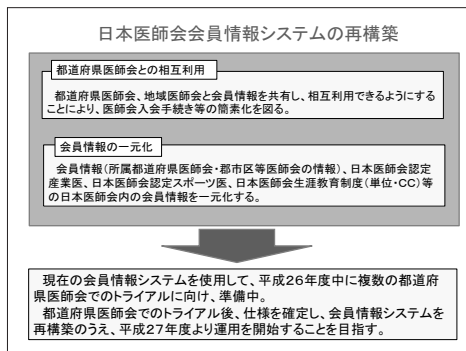 日本医師会会員情報システムの再構築
都道府県医師会との相互利用
都道府県医師会、地域医師会と会員情報を共有し、相互利用できるようにする
ことにより、医師会入会手続き等の簡素化を図る。
会員情報の一元化
会員情報(所属都道府県医師会・郡市区等医師会の情報)、日本医師会認定
産業医、日本医師会認定スポーツ医、日本医師会生涯教育制度(単位・CC)等
の日本医師会内の会員情報を一元化する。
現在の会員情報システムを使用して、平成26年度中に複数の都道府
県医師会でのトライアルに向け、準備中。
都道府県医師会でのトライアル後、仕様を確定し、会員情報システムを
再構築のうえ、平成27年度より運用を開始することを目指す。